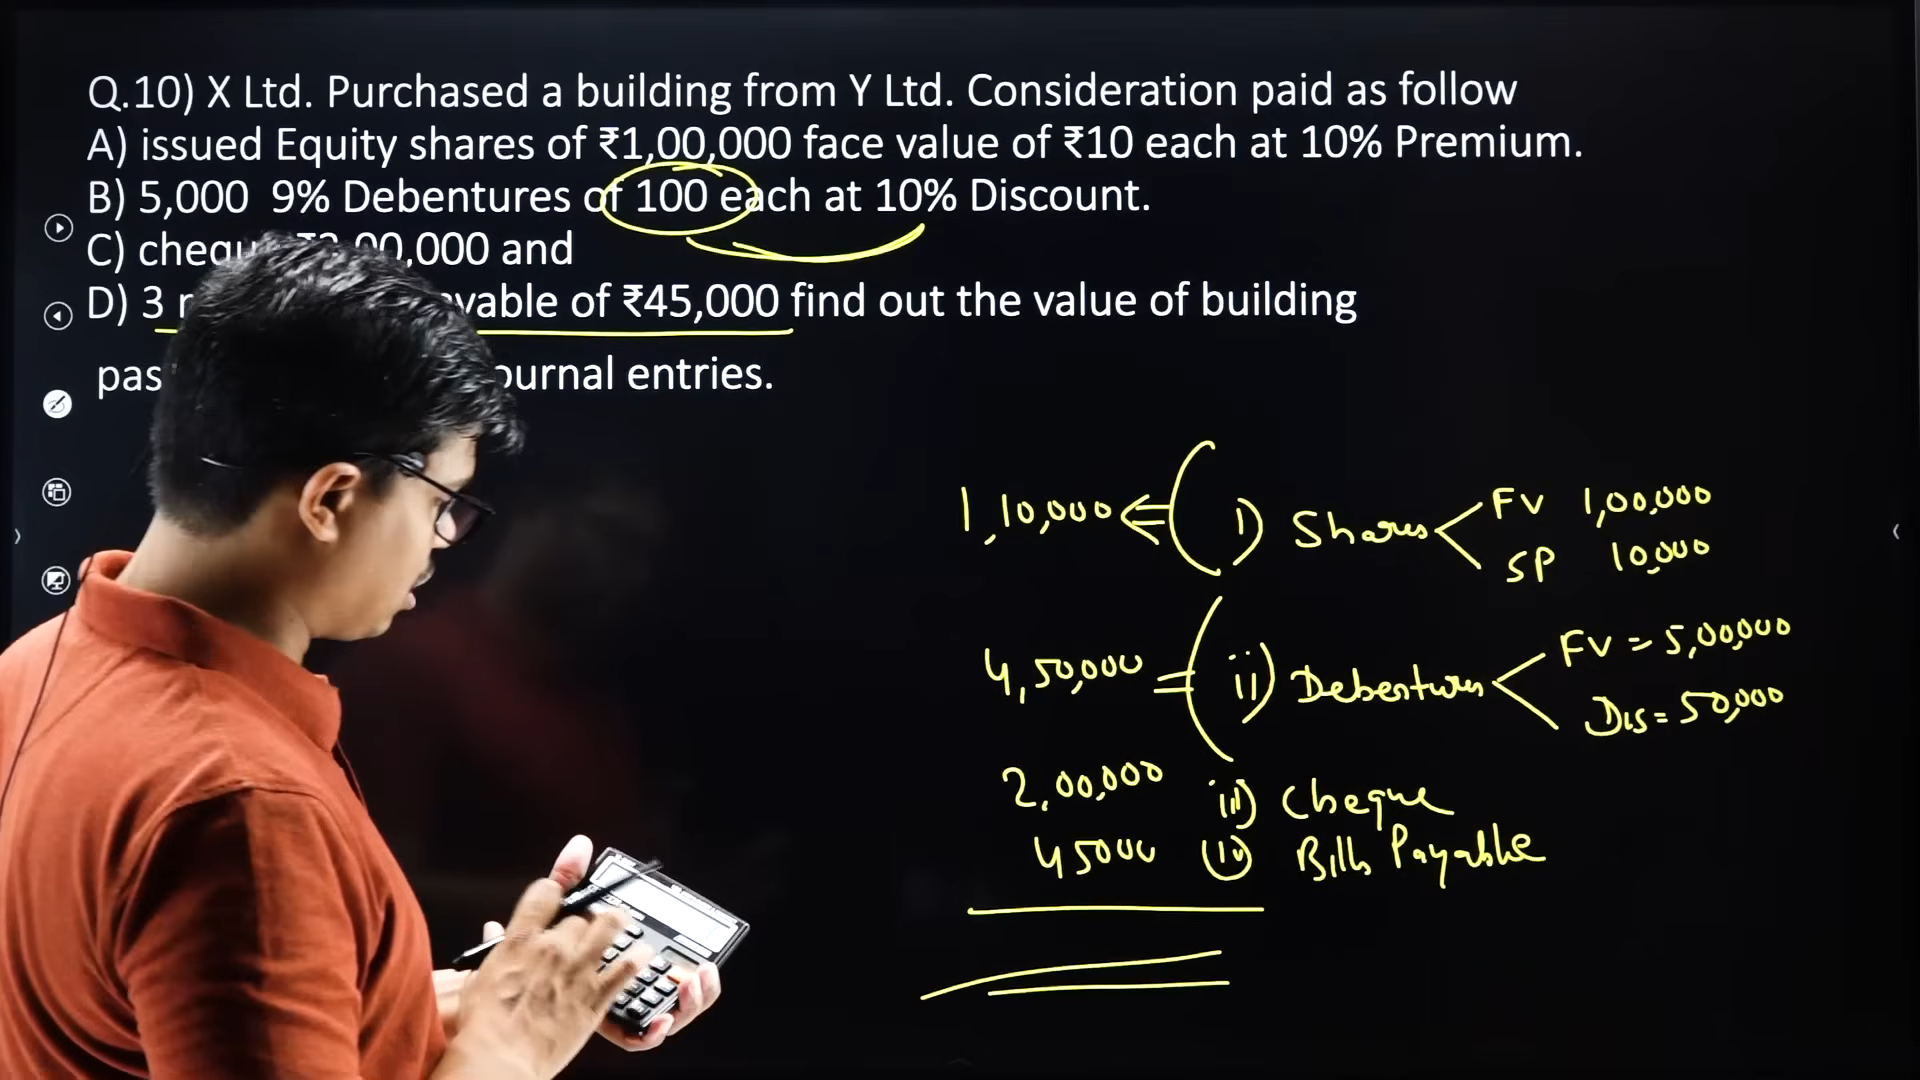 Q.10) X Ltd. Purchased a building from Y Ltd. Consideration paid as follow
A) issued Equity shares of ₹1,00,000 face value of ₹10 each at 10% Premium.
B) 5,000 9% Debentures of 100 each at 10% Discount.
C) 00,000 and
D) 3 of ₹45,000 find out the value of building
entries.
1,10,000 i) Shares FV 1,00,000
SP 10,000
4,50,000 = ii) Debentures FV = 5,00,000
Dis = 50,000
2,00,000 iii) Cheque
45000 (iv) Bills Payable